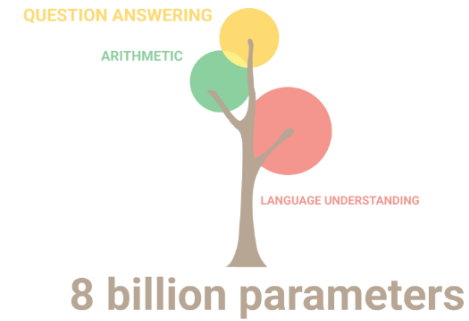 QUESTION ANSWERING
ARITHMETIC
LANGUAGE UNDERSTANDING
8 billion parameters